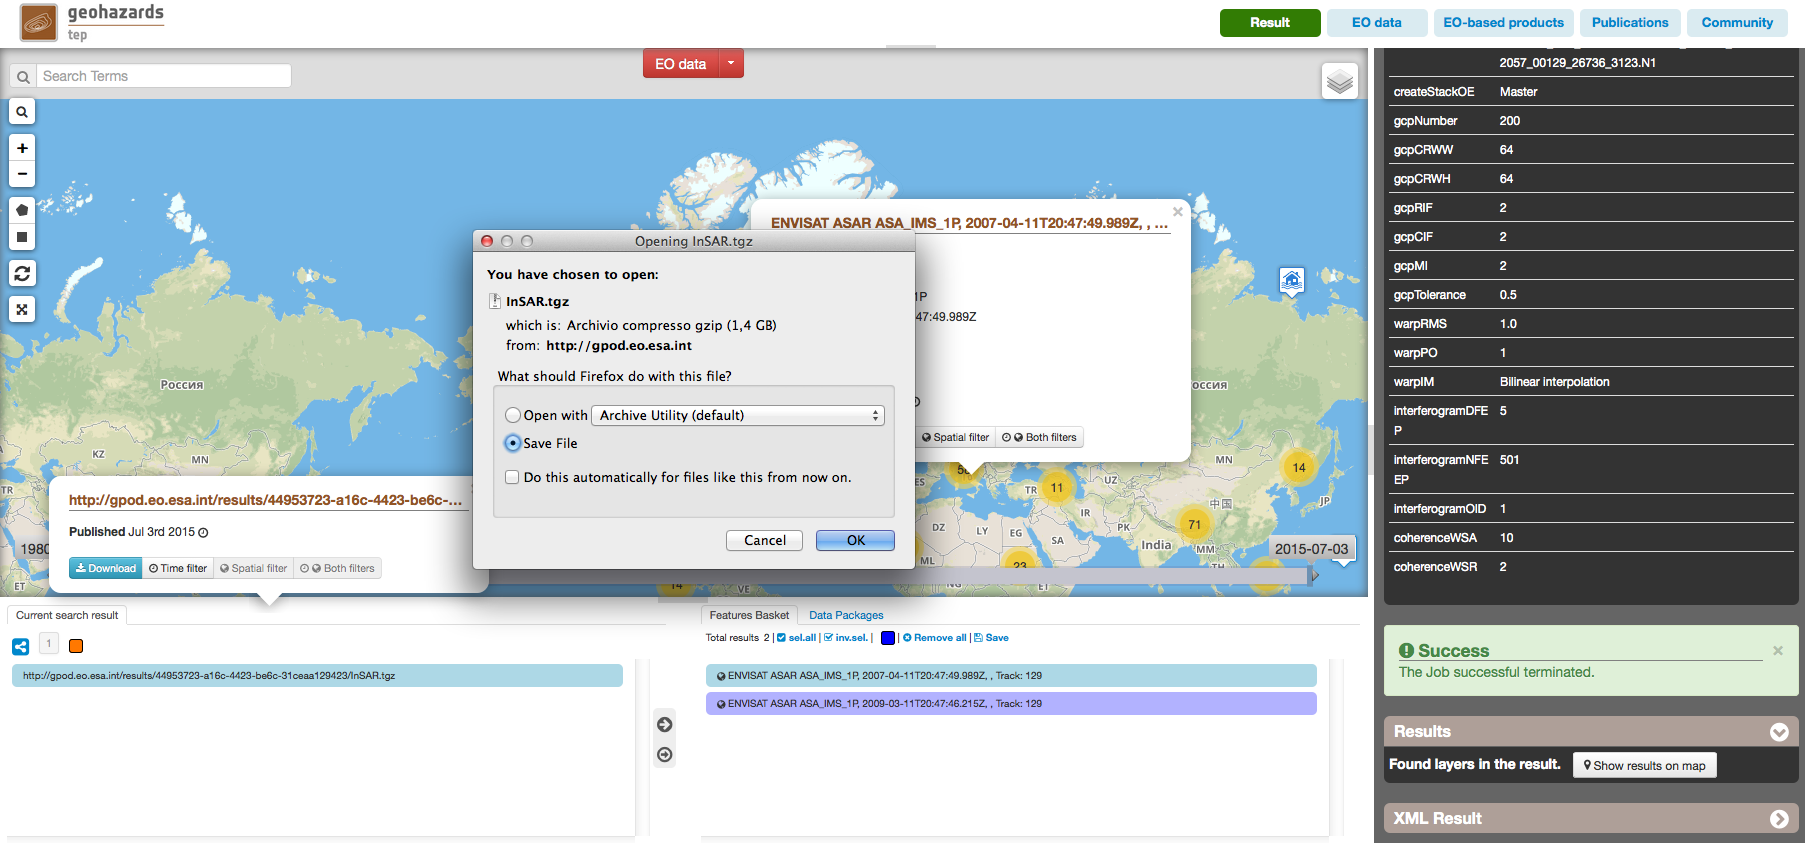 geohazards
tep
Result
EO data
EO-based products
Publications
Community
Search Terms
EO data
2057_00129_26736_3123.N1
createStackOE Master
gcpNumber 200
gcpCRWW 64
gcpCRWH 64
gcpRIF 2
gcpCIF 2
gcpMI 2
gcpTolerance 0.5
warpRMS 1.0
warpPO 1
warpIM Bilinear interpolation
interferogramDFE 5
P
interferogramNFE 501
EEP
interferogramOID 1
coherenceWSA 10
coherenceWSR 2
ENVISAT ASAR ASA_IMS_1P, 2007-04-11T20:47:49.989Z, , ...
1P
47:49.989Z
Spatial filter
Both filters
Opening InSAR.tgz
You have chosen to open:
InSAR.tgz
which is: Archivio compresso gzip (1,4 GB)
from: http://gpod.eo.esa.int
What should Firefox do with this file?
Open with Archive Utility (default)
Save File
Do this automatically for files like this from now on.
Cancel
OK
Россия
KZ
MN
TR
ET
ES
TR
UZ
MN
IR
中国
JP
DZ
LY
EG
SA
PK
India
MM
ML
NG
ET
VE
11
14
71
23
14
http://gpod.eo.esa.int/results/44953723-a16c-4423-be6c-...
Published Jul 3rd 2015
Download
Time filter
Spatial filter
Both filters
1980
2015-07-03
Current search result
1
http://gpod.eo.esa.int/results/44953723-a16c-4423-be6c-31ceaa129423/InSAR.tgz
Features Basket
Data Packages
Total results 2 | sel.all | inv.sel. | | Remove all | Save
ENVISAT ASAR ASA_IMS_1P, 2007-04-11T20:47:49.989Z, , Track: 129
ENVISAT ASAR ASA_IMS_1P, 2009-03-11T20:47:46.215Z, , Track: 129
Success
The Job successful terminated.
Results
Found layers in the result.
Show results on map
XML Result